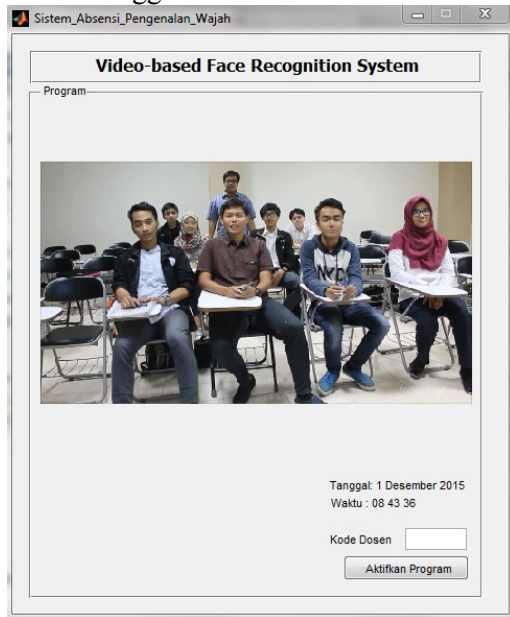 Sistem_Absensi_Pengenalan_Wajah
Video-based Face Recognition System
Program
Tanggal: 1 Desember 2015
Waktu : 08 43 36
Kode Dosen
Aktifkan Program